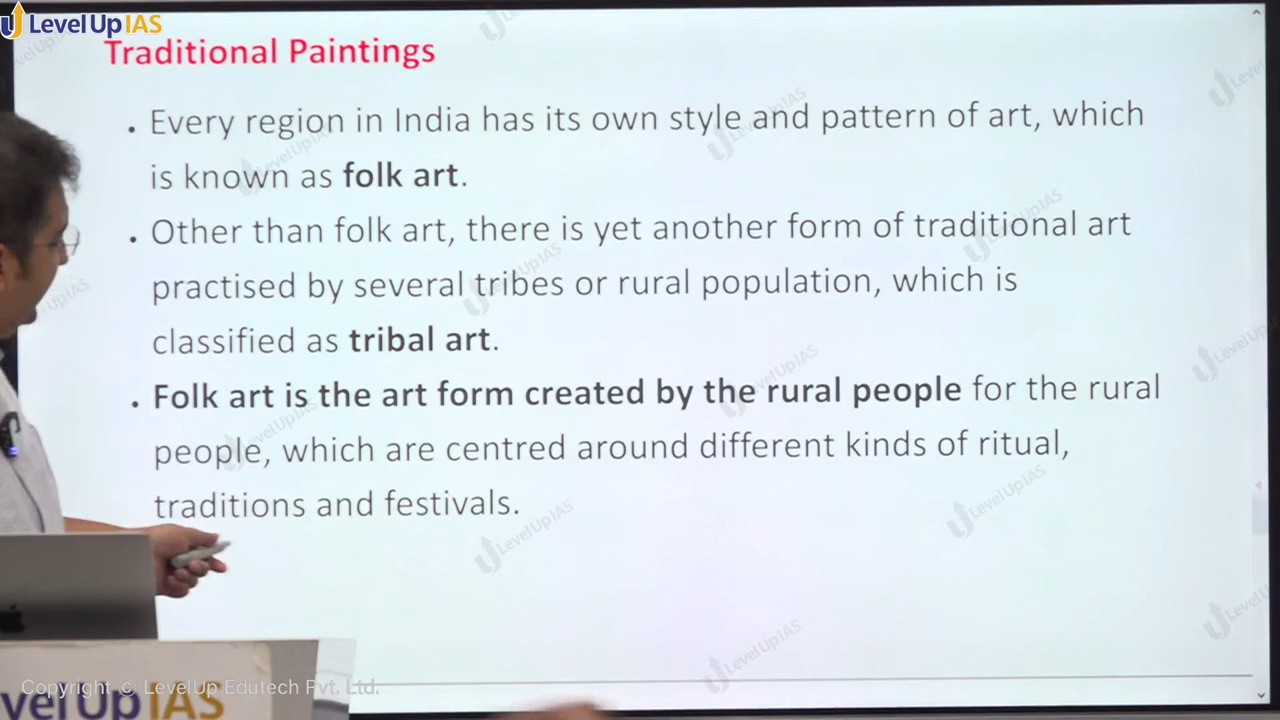 LevelUp IAS
Traditional Paintings
. Every region in India has its own style and pattern of art, which
is known as folk art.
. Other than folk art, there is yet another form of traditional art
practised by several tribes or rural population, which is
classified as tribal art.
. Folk art is the art form created by the rural people for the rural
people, which are centred around different kinds of ritual,
traditions and festivals.
Copyright © LevelUp Edutech Pvt. Ltd.
velUp IAS